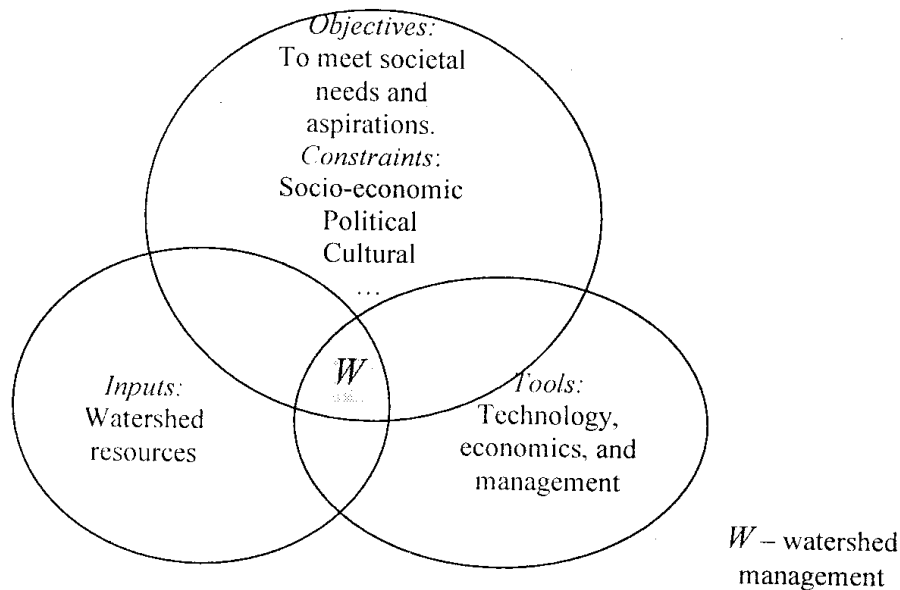 Objectives:
To meet societal
needs and
aspirations.
Constraints:
Socio-economic
Political
Cultural
...
W
Inputs:
Watershed
resources
Tools:
Technology,
economics, and
management
W – watershed
management